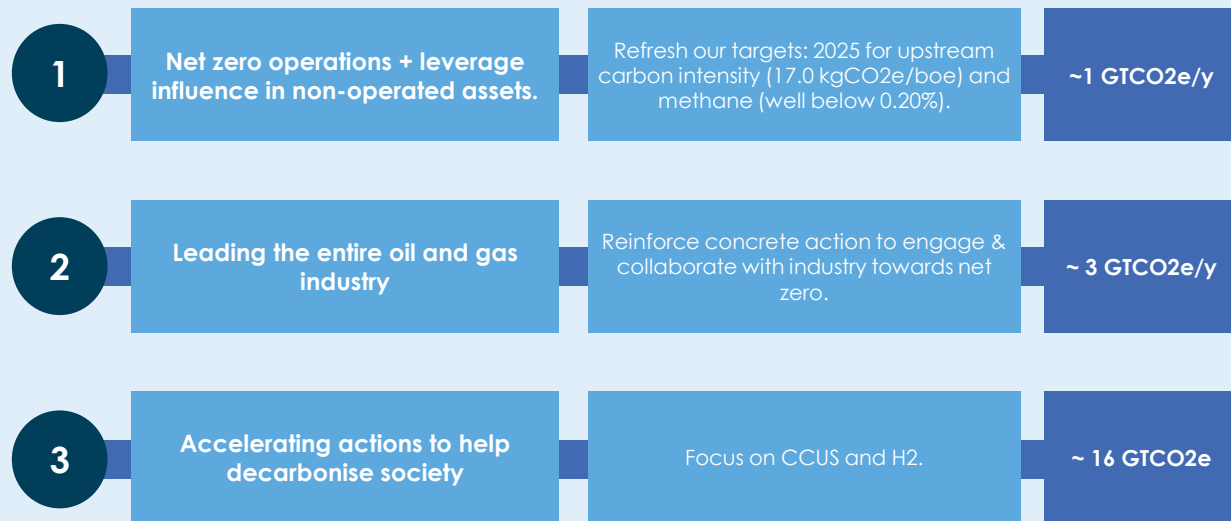 1
Net zero operations + leverage
influence in non-operated assets.
Refresh our targets: 2025 for upstream
carbon intensity (17.0 kgCO2e/boe) and
methane (well below 0.20%).
~1 GTCO2e/y
2
Leading the entire oil and gas
industry
Reinforce concrete action to engage &
collaborate with industry towards net
zero.
~ 3 GTCO2e/y
3
Accelerating actions to help
decarbonise society
Focus on CCUS and H2.
~ 16 GTCO2e